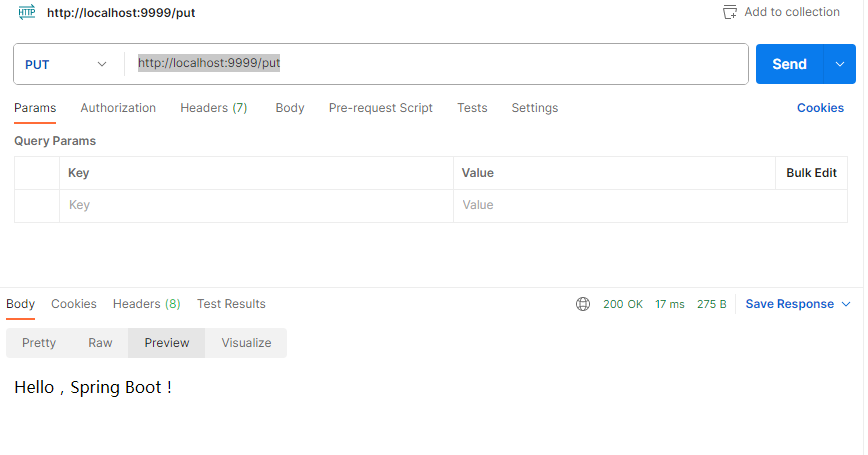 HTTP http://localhost:9999/put Add to collection
PUT http://localhost:9999/put Send
Params Authorization Headers (7) Body Pre-request Script Tests Settings Cookies
Query Params
Key Value Bulk Edit
Key Value
Body Cookies Headers (8) Test Results 200 OK 17 ms 275 B Save Response
Pretty Raw Preview Visualize
Hello，Spring Boot！